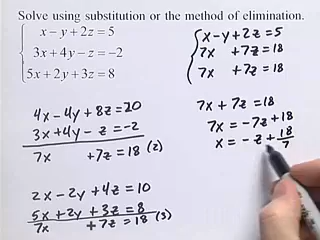 Solve using substitution or the method of elimination.
x − y + 2z = 5
3x + 4y − z = −2
5x + 2y + 3z = 8
x − y + 2z = 5
7x + 7z = 18
7x + 7z = 18
4x − 4y + 8z = 20
3x + 4y − z = −2
7x + 7z = 18 (2)
2x − 2y + 4z = 10
5x + 2y + 3z = 8
7x + 7z = 18 (3)
7x + 7z = 18
7x = −7z + 18
x = −z + 18/7